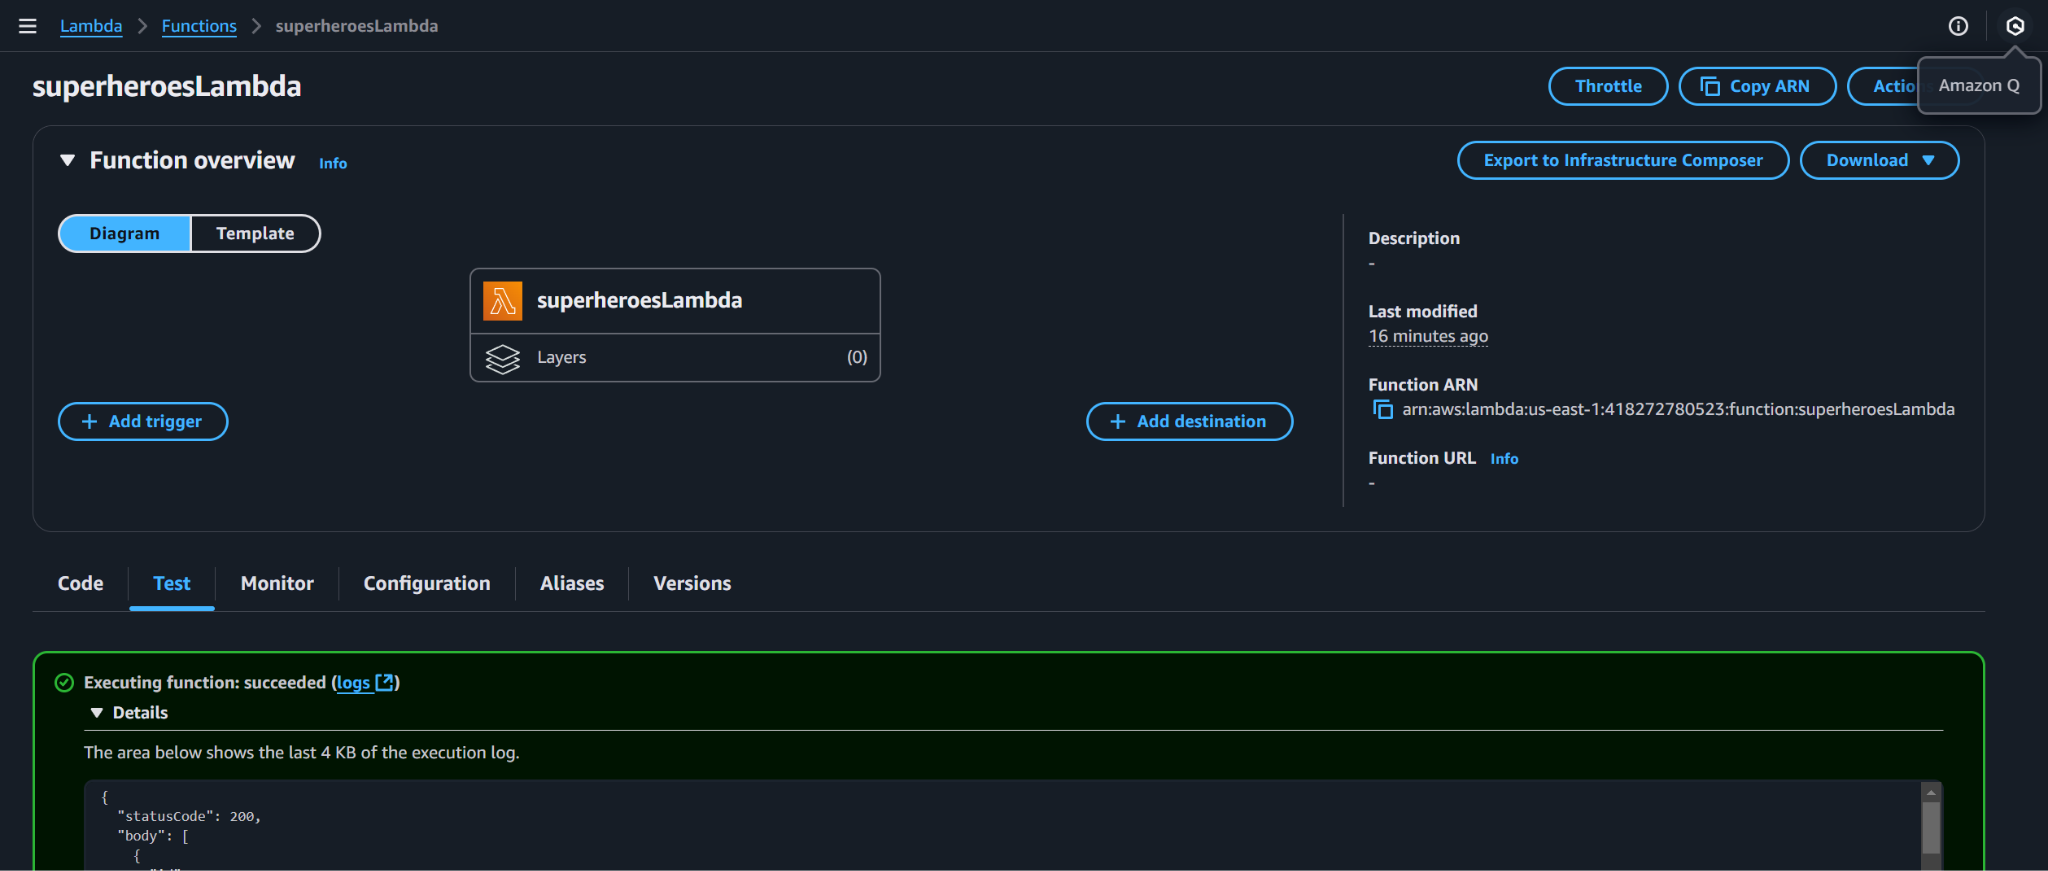 Lambda > Functions > superheroesLambda
Amazon Q
superheroesLambda
Throttle
Copy ARN
Actio
Function overview Info
Export to Infrastructure Composer
Download
Diagram
Template
superheroesLambda
Layers (0)
+ Add trigger
+ Add destination
Description
-
Last modified
16 minutes ago
Function ARN
arn:aws:lambda:us-east-1:418272780523:function:superheroesLambda
Function URL Info
-
Code Test Monitor Configuration Aliases Versions
Executing function: succeeded (logs)
Details
The area below shows the last 4 KB of the execution log.
{
"statusCode": 200,
"body": [
{